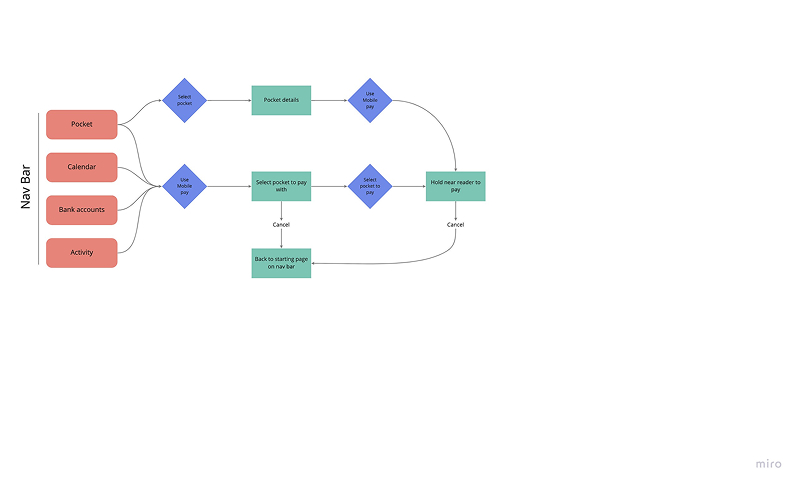 Nav Bar
Pocket
Calendar
Bank accounts
Activity
Select
pocket
Pocket details
Use
Mobile
pay
Use
Mobile
pay
Select pocket to pay
with
Select
pocket to
pay
Hold near reader to
pay
Cancel
Cancel
Back to starting page
on nav bar
miro